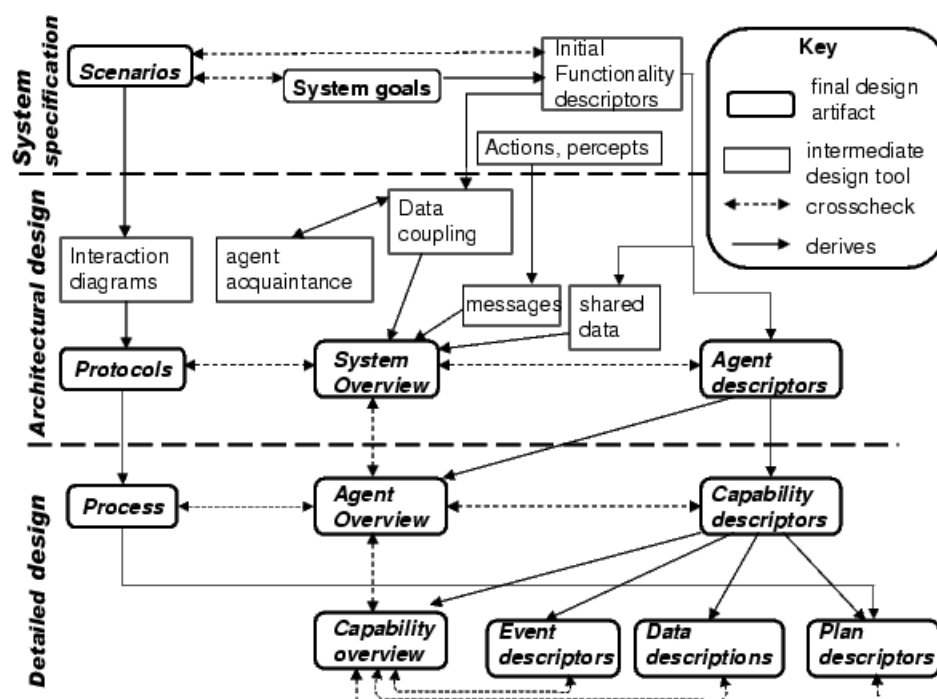 System
specification
Scenarios
System goals
Initial
Functionality
descriptors
Actions, percepts
Key
final design
artifact
intermediate
design tool
crosscheck
derives
Architectural design
Interaction
diagrams
agent
acquaintance
Data
coupling
messages
shared
data
Protocols
System
Overview
Agent
descriptors
Detailed design
Process
Agent
Overview
Capability
descriptors
Capability
overview
Event
descriptors
Data
descriptions
Plan
descriptors